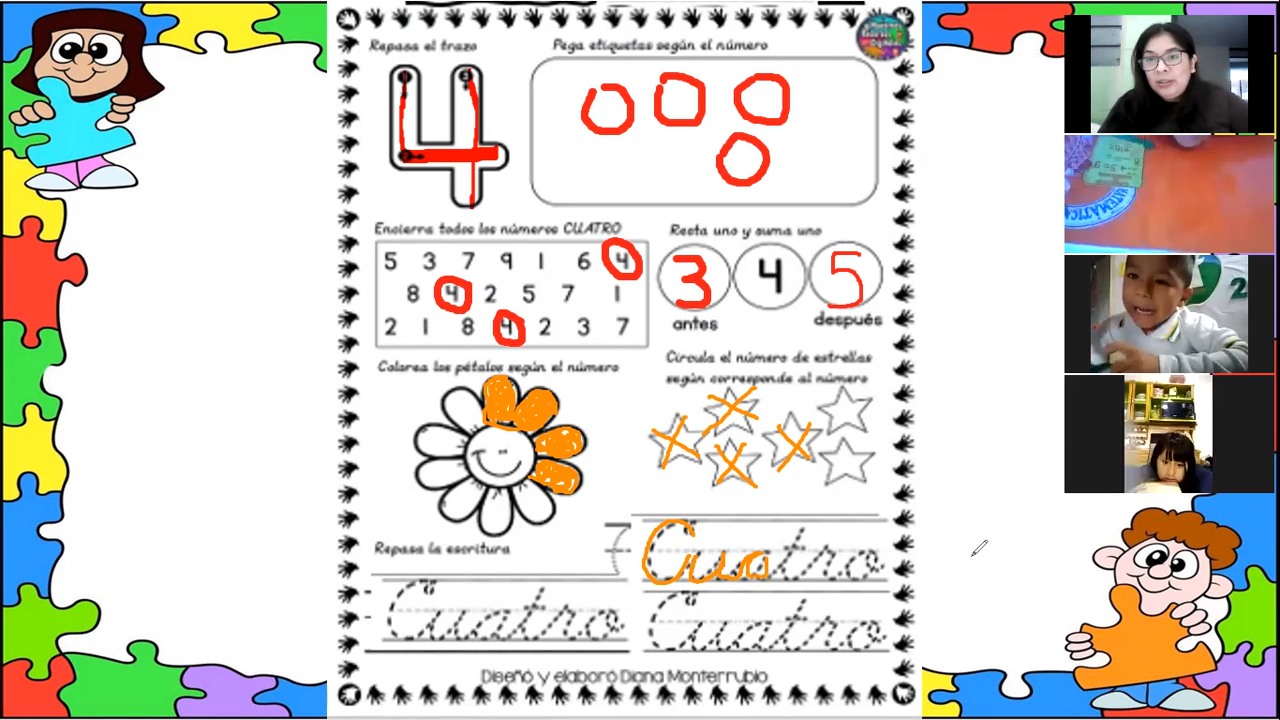 Repasa el trazo
Pega etiquetas según el número
4
Encierra todos los números CUATRO
5 3 7 9 1 6 4
8 4 2 5 7 1
2 1 8 4 2 3 7
Resta uno y suma uno
3 4 5
antes
después
Colorea los pétalos según el número
Circula el número de estrellas
según corresponde al número
Repasa la escritura
Cuatro
Cuatro
Cuatro
Diseñó y elaboró Diana Monterrubio
MATEMATICA
2